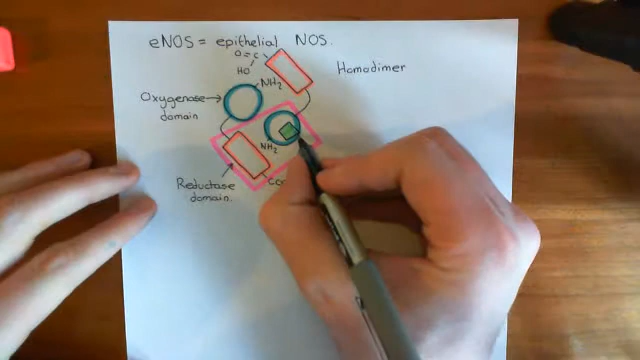 eNOS = epithelial NOS.
O=C
HO
Homodimer
NH2
Oxygenase
domain
NH2
Reductase
domain.